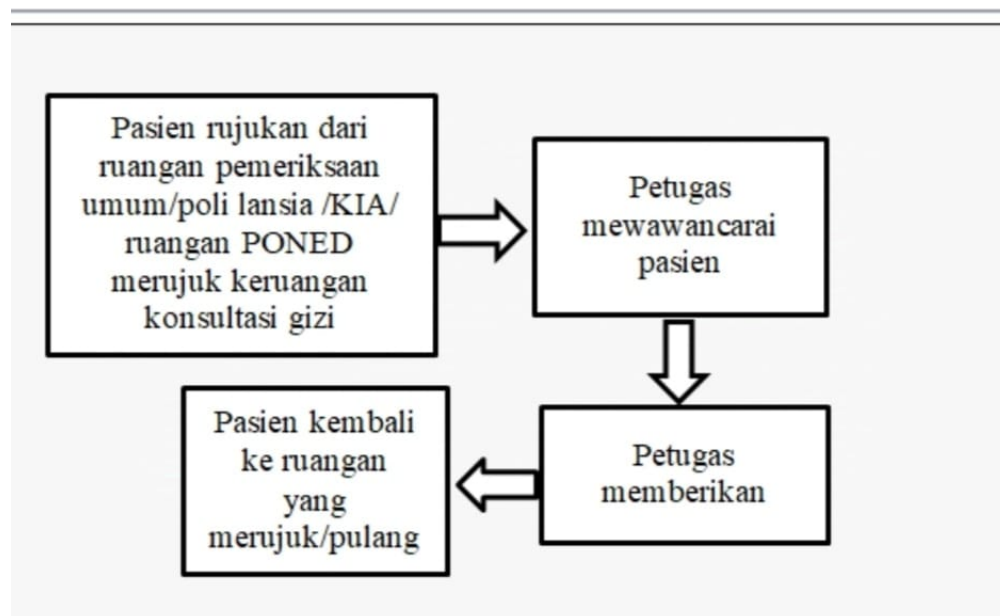 Pasien rujukan dari
ruangan pemeriksaan
umum/poli lansia /KIA/
ruangan PONED
merujuk keruangan
konsultasi gizi
Petugas
mewawancarai
pasien
Petugas
memberikan
Pasien kembali
ke ruangan
yang
merujuk/pulang